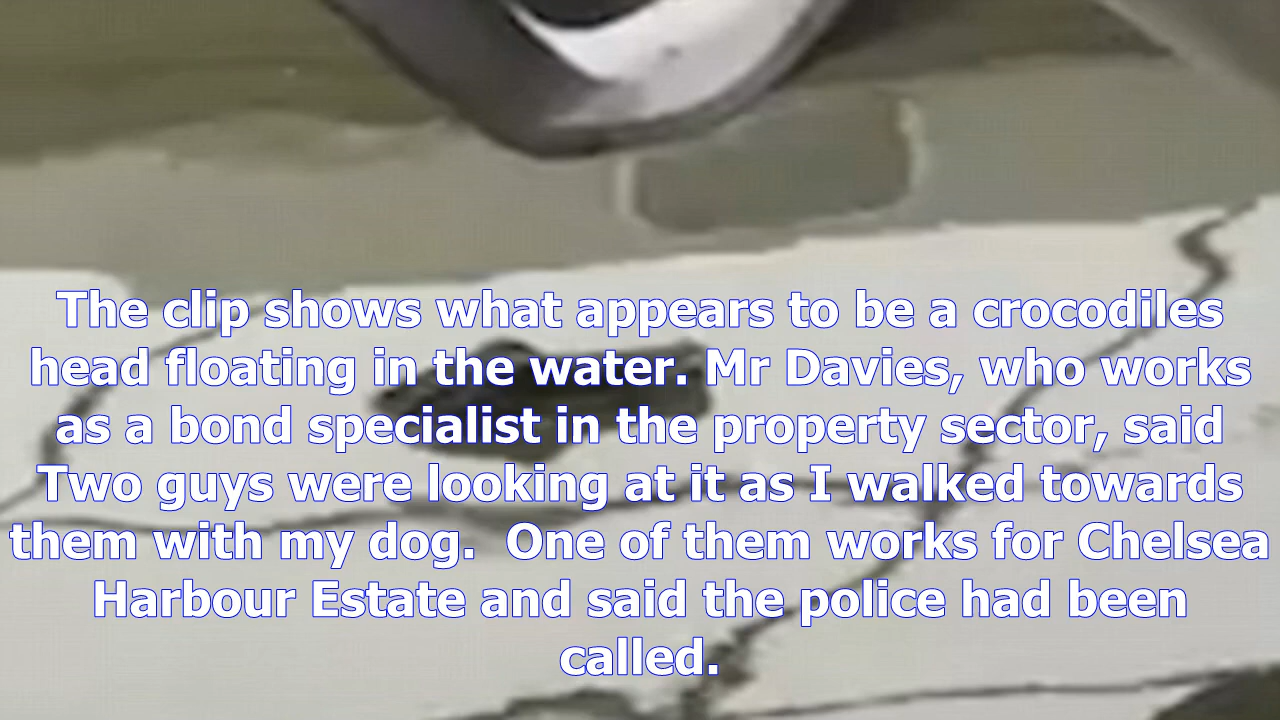 The clip shows what appears to be a crocodiles
head floating in the water. Mr Davies, who works
as a bond specialist in the property sector, said
Two guys were looking at it as I walked towards
them with my dog.  One of them works for Chelsea
Harbour Estate and said the police had been
called.